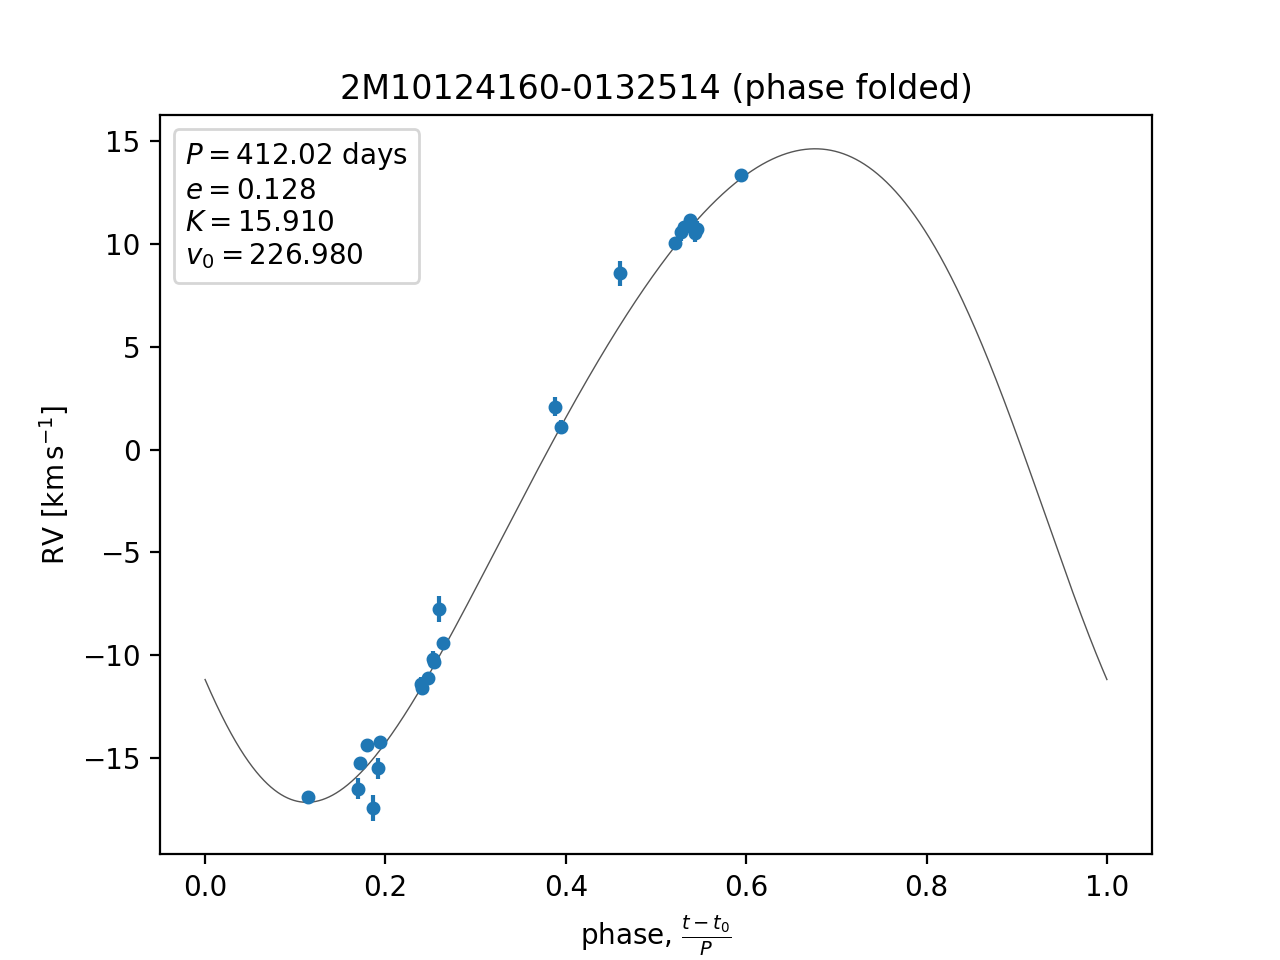 2M10124160-0132514 (phase folded)
P = 412.02 days
e = 0.128
K = 15.910
v₀ = 226.980
15
10
5
0
−5
−10
−15
RV [km s⁻¹]
0.0 0.2 0.4 0.6 0.8 1.0
phase, (t − t₀)/P